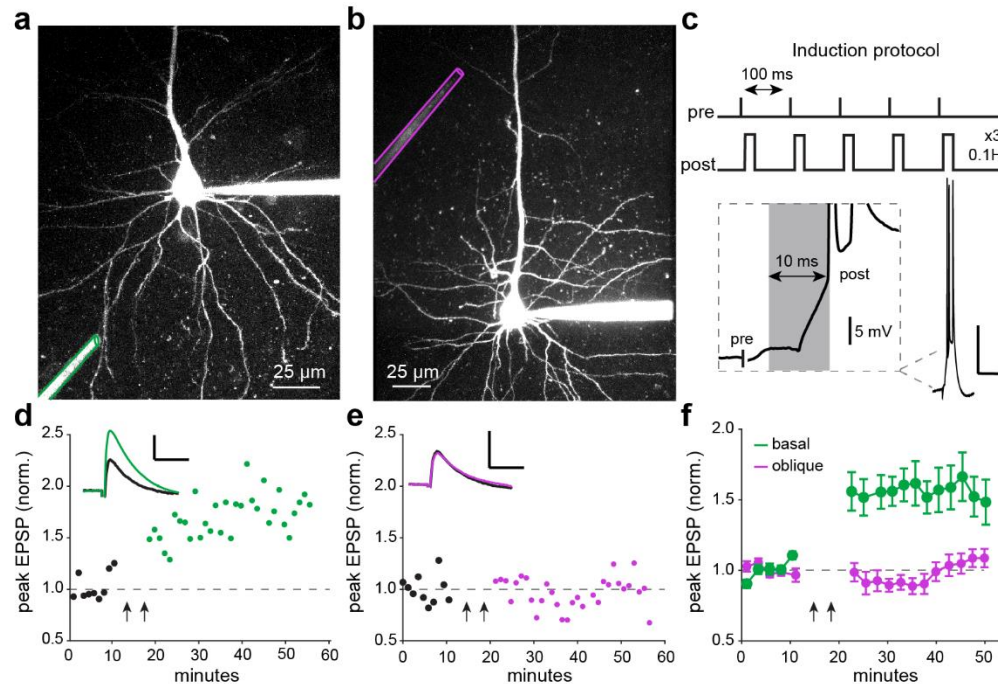 a
b
c
25 µm
25 µm
Induction protocol
100 ms
pre
post
x3
0.1H
10 ms
post
pre
5 mV
d
e
f
peak EPSP (norm.)
2.5
2.0
1.5
1.0
0.5
0 10 20 30 40 50 60
minutes
peak EPSP (norm.)
2.5
2.0
1.5
1.0
0.5
0 10 20 30 40 50 60
minutes
peak EPSP (norm.)
2.0
1.5
1.0
0.5
basal
oblique
0 10 20 30 40 50
minutes